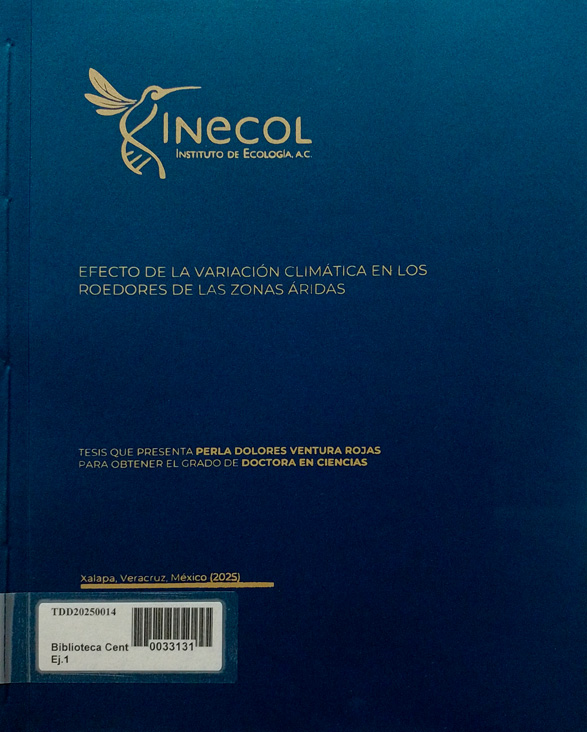 INECOL
INSTITUTO DE ECOLOGÍA, A.C.
EFECTO DE LA VARIACIÓN CLIMÁTICA EN LOS
ROEDORES DE LAS ZONAS ÁRIDAS
TESIS QUE PRESENTA PERLA DOLORES VENTURA ROJAS
PARA OBTENER EL GRADO DE DOCTORA EN CIENCIAS
Xalapa, Veracruz, México (2025)
TDD20250014
Biblioteca Cent
0033131
Ej.1